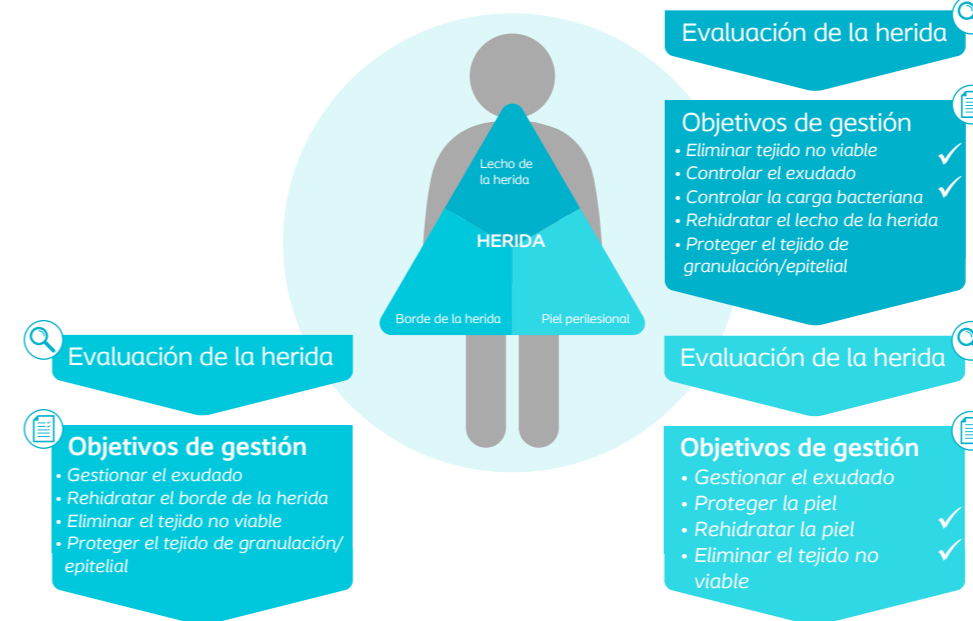 Evaluación de la herida
Objetivos de gestión
• Eliminar tejido no viable
• Controlar el exudado
• Controlar la carga bacteriana
• Rehidratar el lecho de la herida
• Proteger el tejido de
granulación/epitelial
Lecho de
la herida
HERIDA
Borde de la herida
Piel perilesional
Evaluación de la herida
Objetivos de gestión
• Gestionar el exudado
• Rehidratar el borde de la herida
• Eliminar el tejido no viable
• Proteger el tejido de granulación/
epitelial
Evaluación de la herida
Objetivos de gestión
• Gestionar el exudado
• Proteger la piel
• Rehidratar la piel
• Eliminar el tejido no
viable